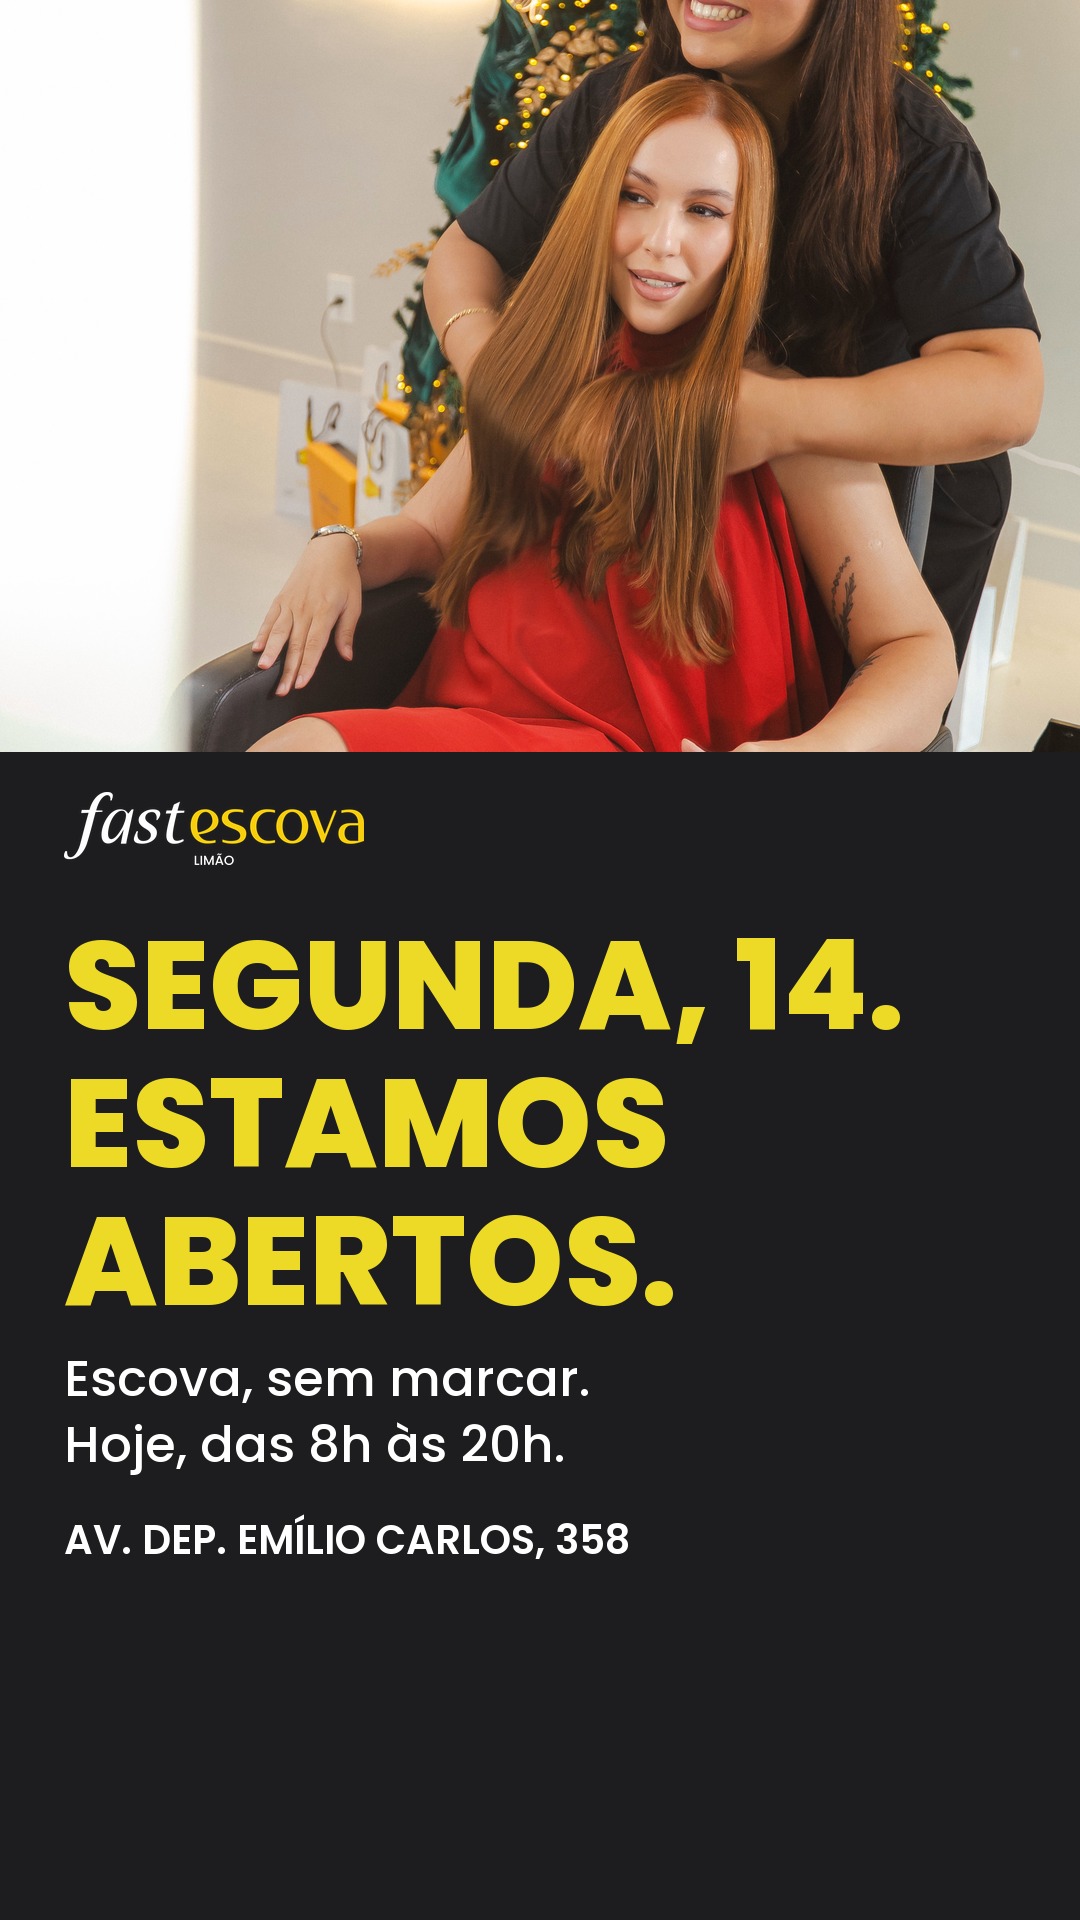 fastescova
LIMÃO
SEGUNDA, 14.
ESTAMOS
ABERTOS.
Escova, sem marcar.
Hoje, das 8h às 20h.
AV. DEP. EMÍLIO CARLOS, 358